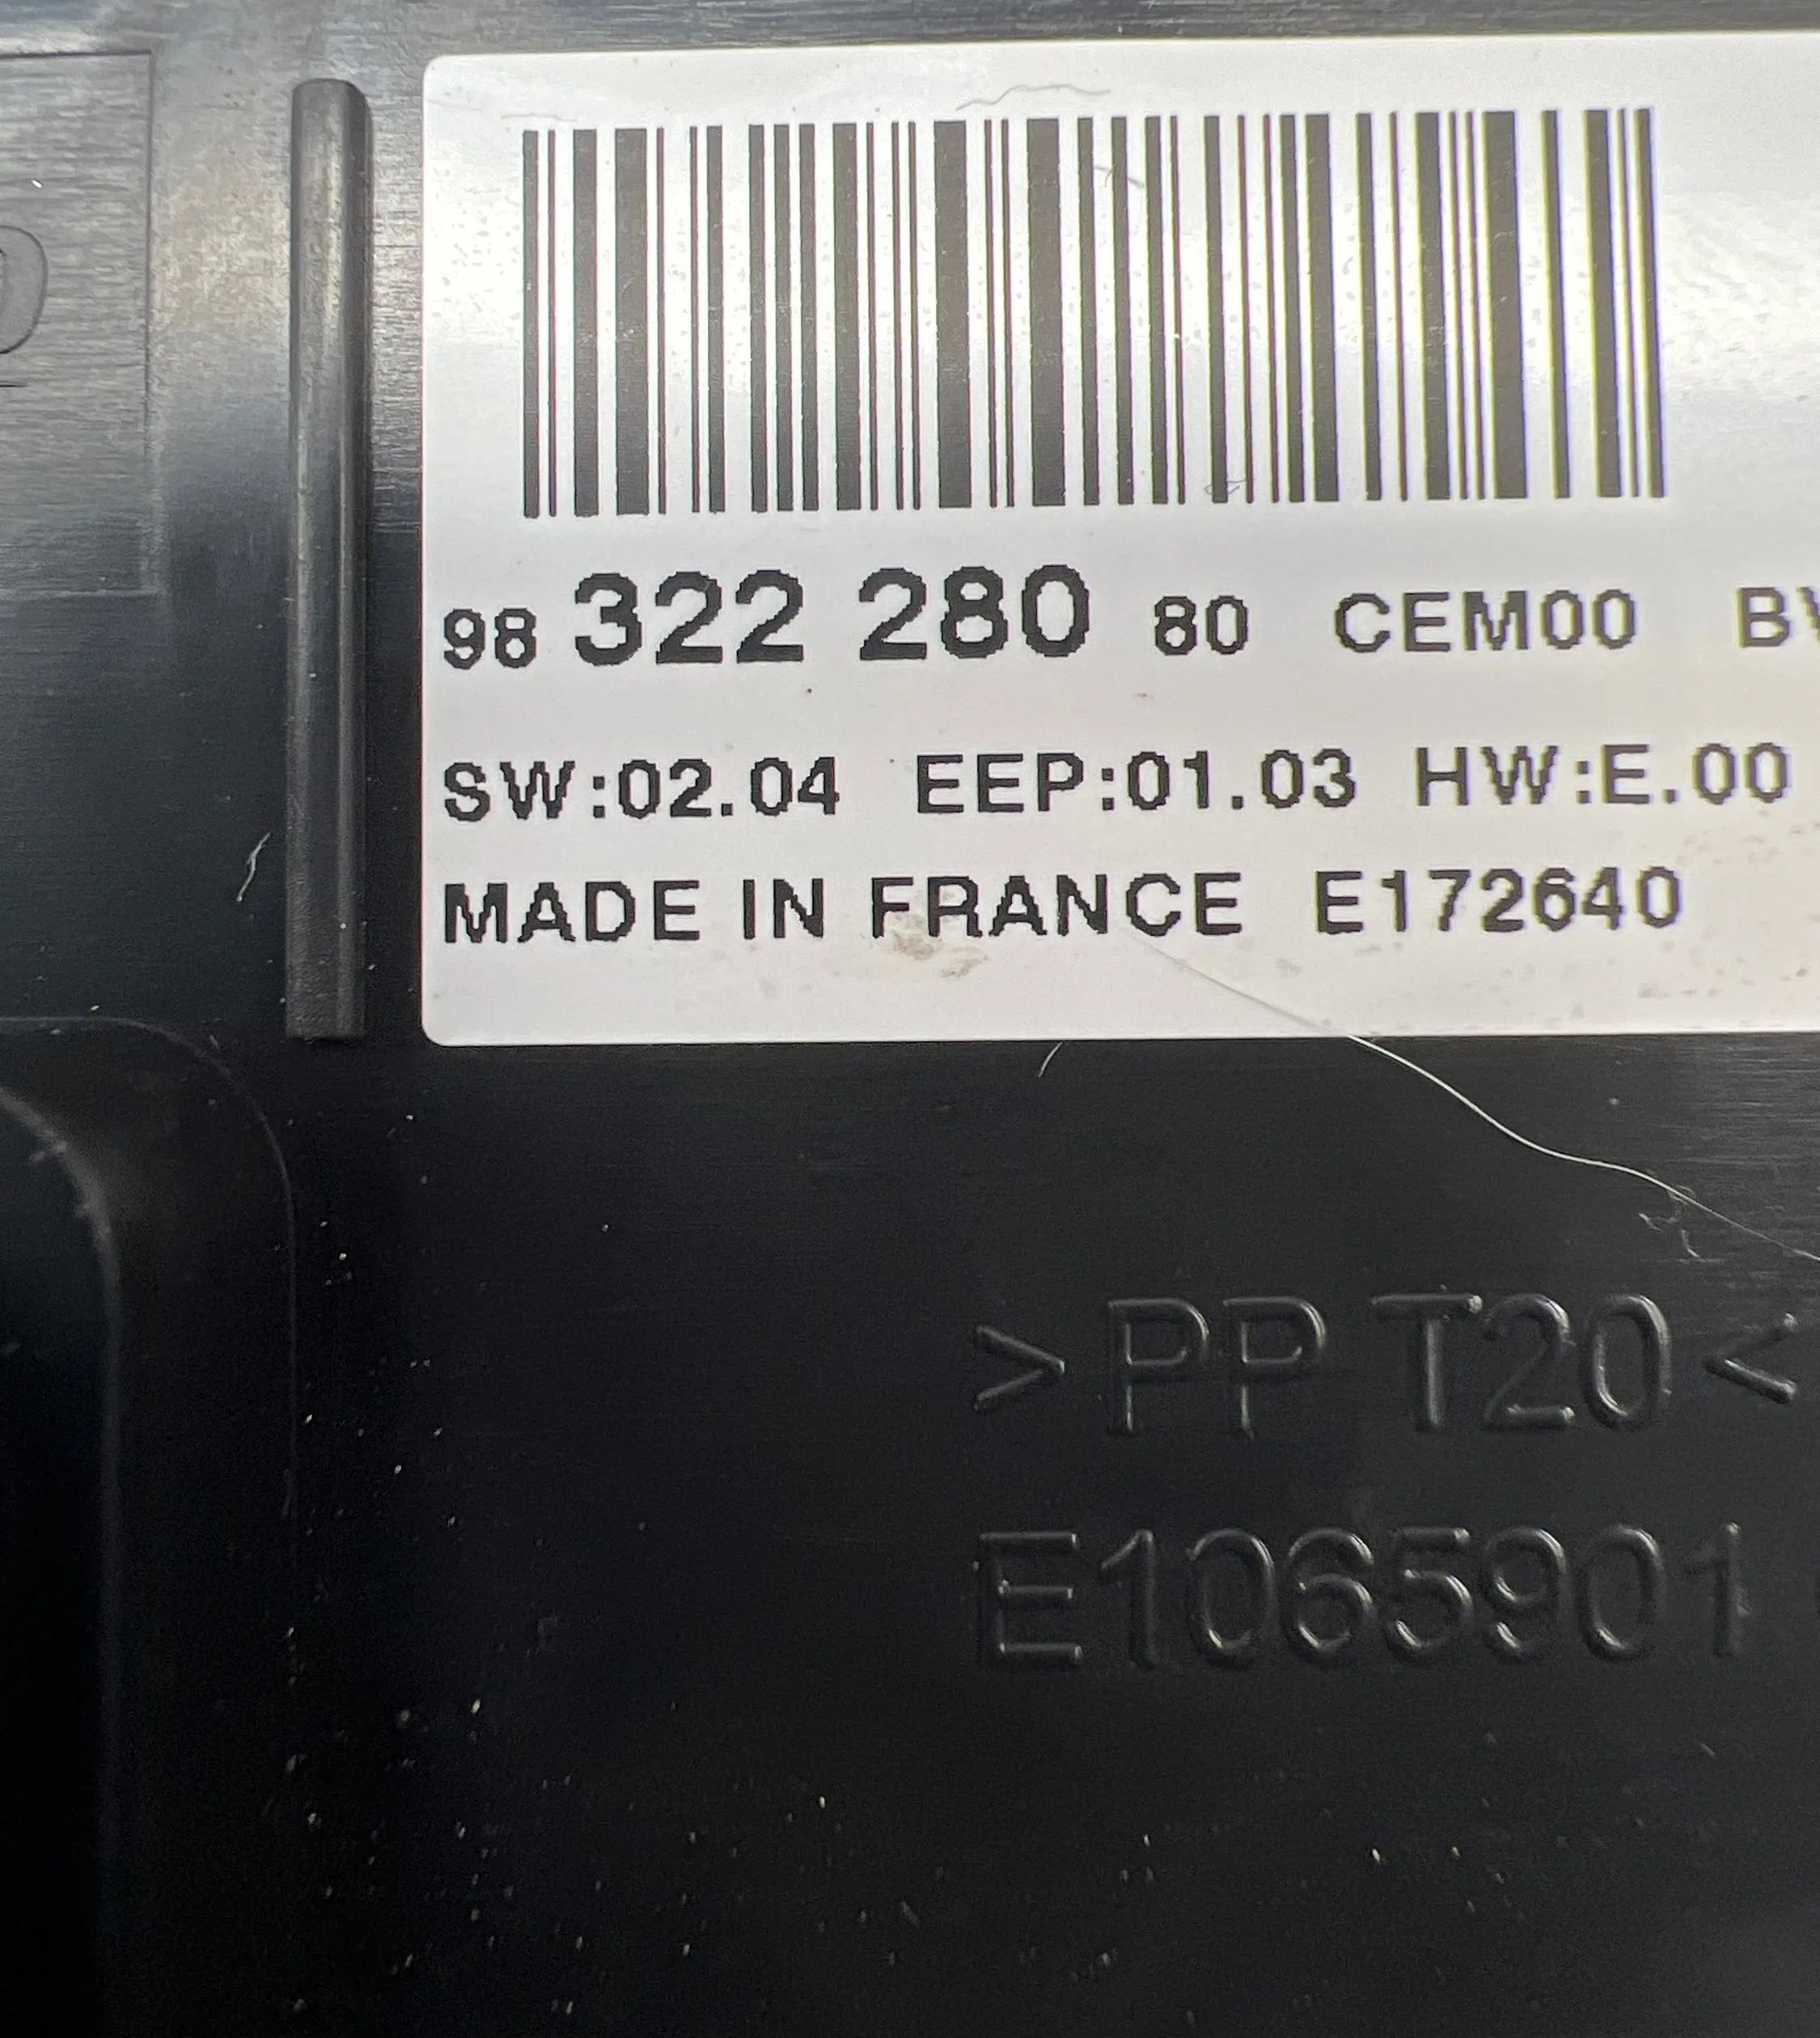 98 322 280 80 CEM00
SW:02.04 EEP:01.03 HW:E.00
MADE IN FRANCE E172640
>PP T20<
E1065901